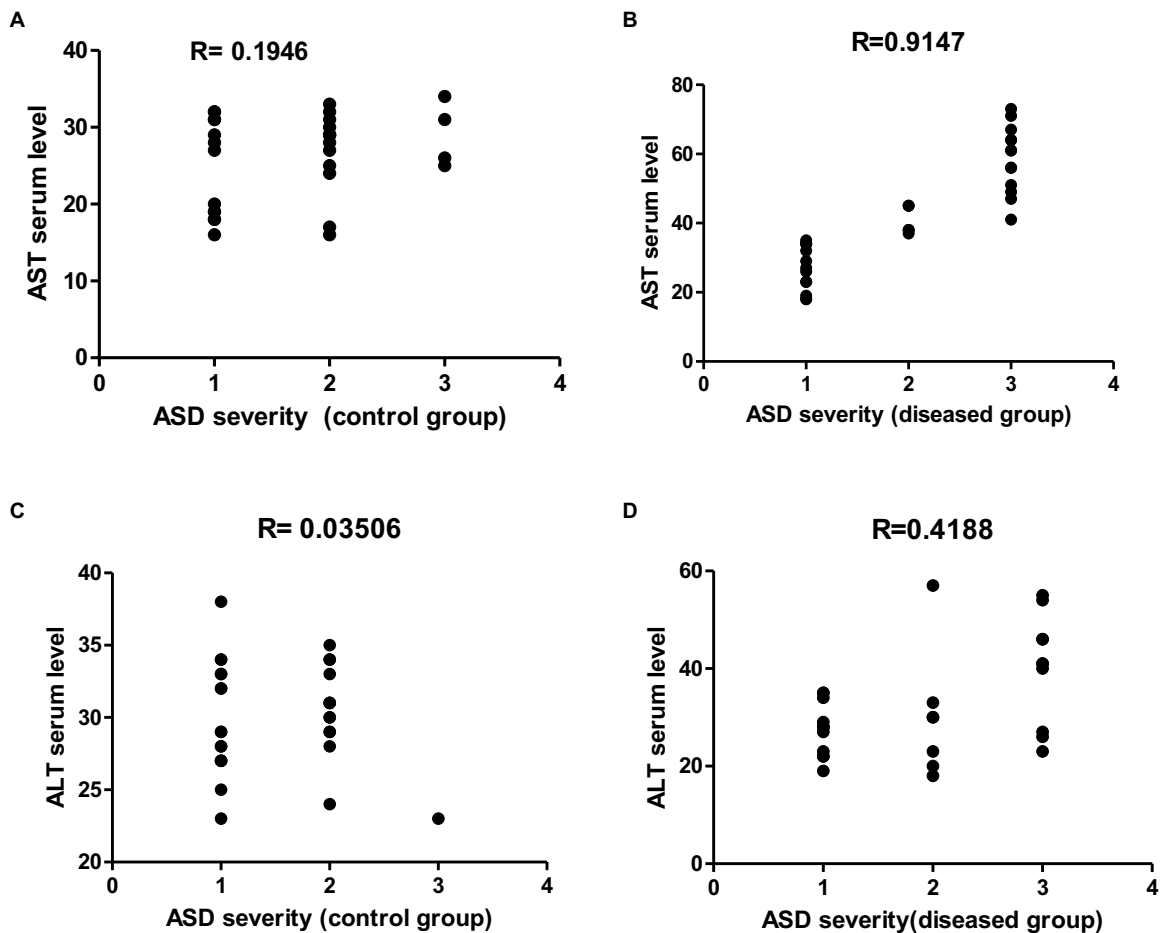 A
R= 0.1946
AST serum level
40
30
20
10
0
0 1 2 3 4
ASD severity (control group)
B
R=0.9147
AST serum level
80
60
40
20
0
0 1 2 3 4
ASD severity (diseased group)
C
R= 0.03506
ALT serum level
40
35
30
25
20
0 1 2 3 4
ASD severity (control group)
D
R=0.4188
ALT serum level
60
40
20
0
0 1 2 3 4
ASD severity(diseased group)